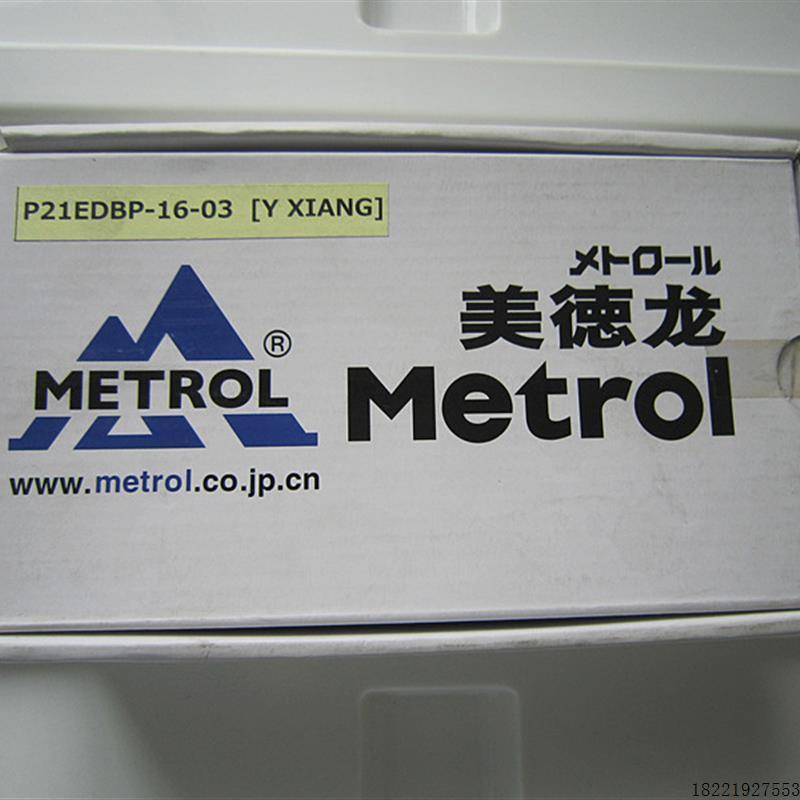 P21EDBP-16-03 [Y XIANG]
メトロール
美徳龙
Metrol
METROL®
www.metrol.co.jp.cn
18221927553